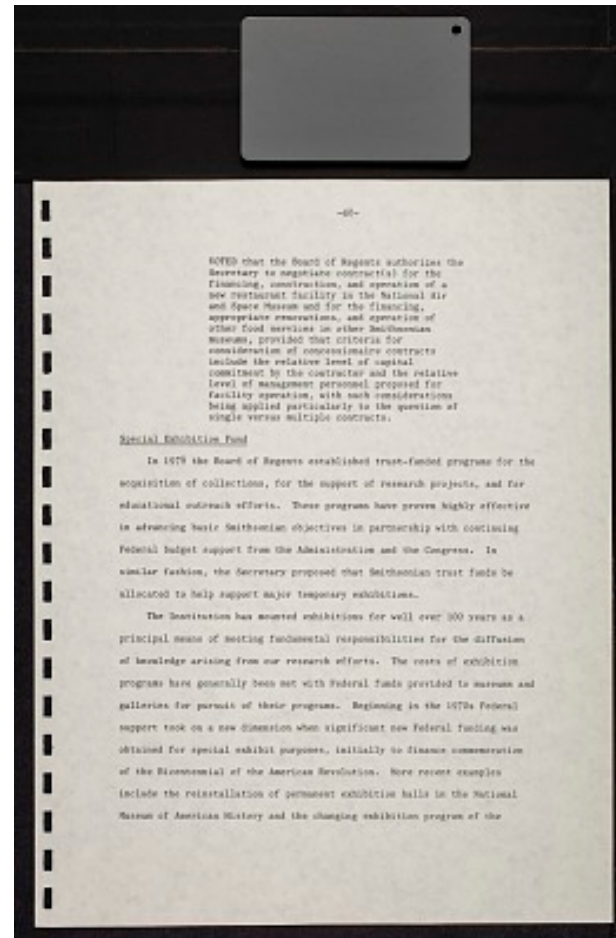 VOTED that the Board of Regents authorizes the
Secretary to negotiate contract(s) for the
financing, construction, and operation of a
new restaurant facility in the National Air
and Space Museum and for the financing,
appropriate renovations, and operation of
other food services in other Smithsonian
museums, provided that criteria for
consideration of concessionaire contracts
include the relative level of capital
commitment by the contractor and the relative
level of management personnel proposed for
facility operation, with such considerations
being applied particularly to the question of
single versus multiple contracts.
Special Exhibition Fund
In 1979 the Board of Regents established trust-funded programs for the
acquisition of collections, for the support of research projects, and for
educational outreach efforts. These programs have proven highly effective
in advancing basic Smithsonian objectives in partnership with continuing
Federal budget support from the Administration and the Congress. In
similar fashion, the Secretary proposed that Smithsonian trust funds be
allocated to help support major temporary exhibitions.
The Institution has mounted exhibitions for well over 100 years as a
principal means of meeting fundamental responsibilities for the diffusion
of knowledge arising from our research efforts. The costs of exhibition
programs have generally been met with Federal funds provided to museums and
galleries for pursuit of their programs. Beginning in the 1970s Federal
support took on a new dimension when significant new Federal funding was
obtained for special exhibit purposes, initially to finance commemoration
of the Bicentennial of the American Revolution. More recent examples
include the reinstallation of permanent exhibition halls in the National
Museum of American History and the changing exhibition program of the